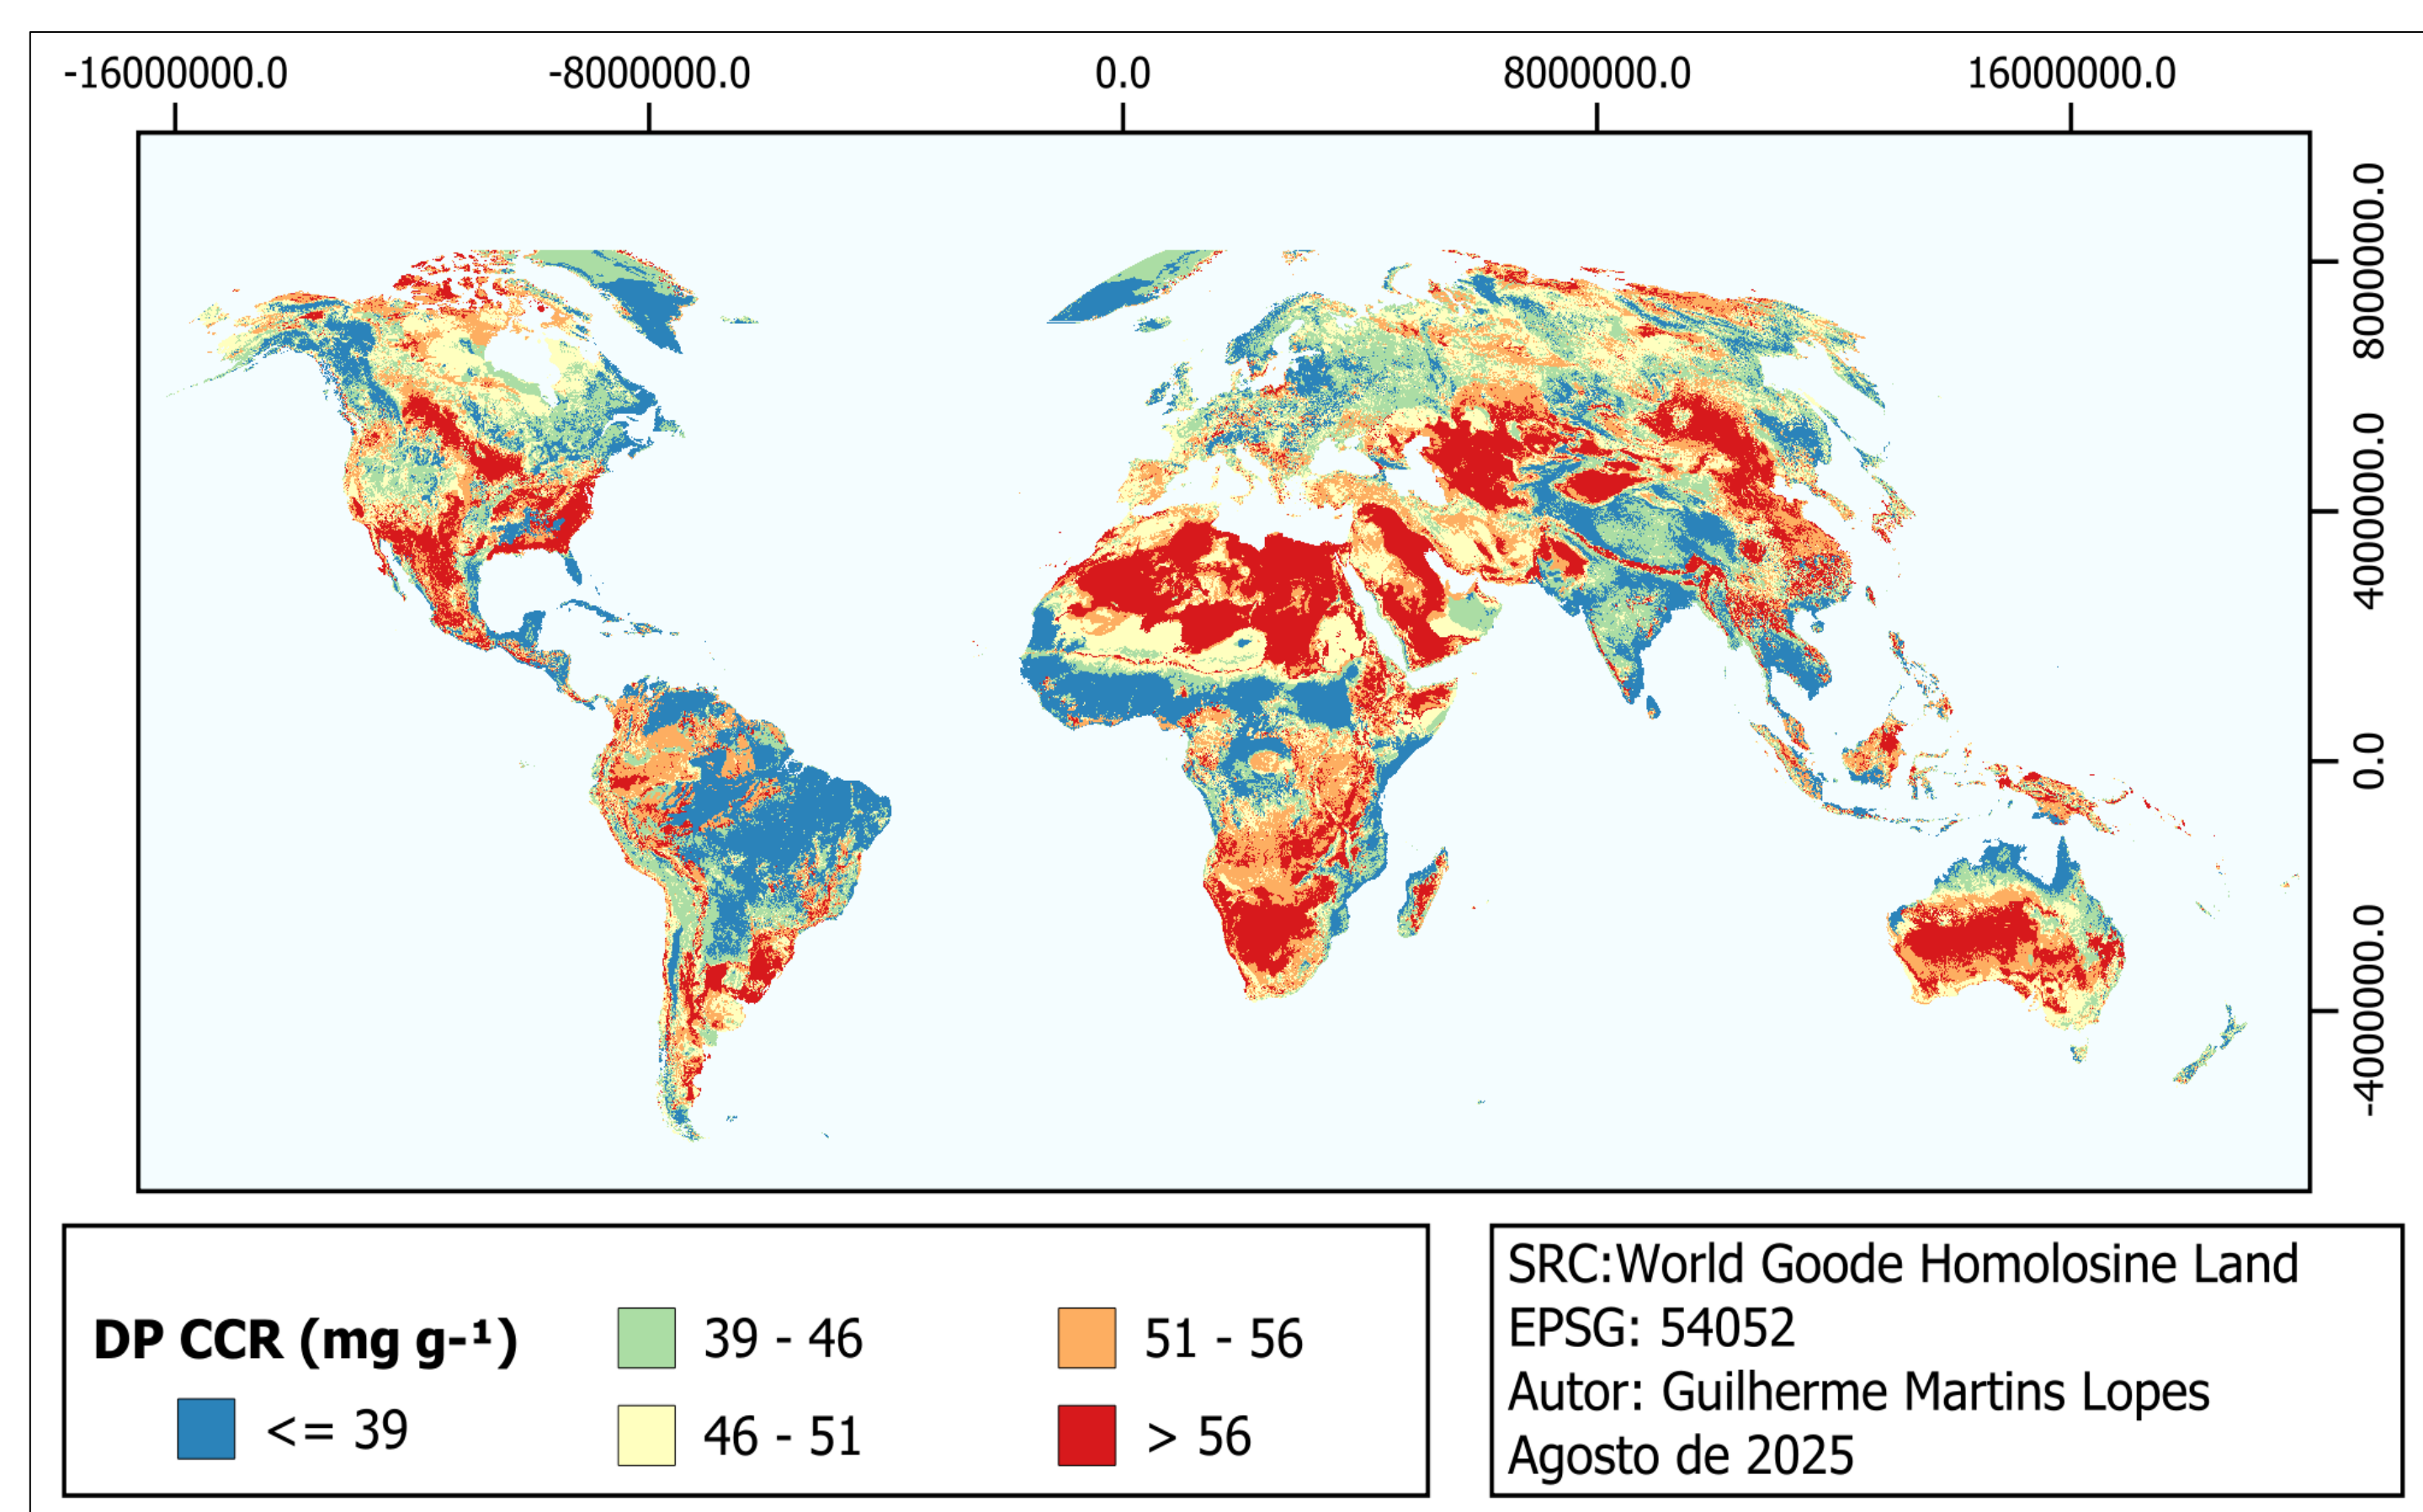 -16000000.0 -8000000.0 0.0 8000000.0 16000000.0
8000000.0
4000000.0
0.0
-4000000.0
DP CCR (mg g-¹)
<= 39
39 - 46
46 - 51
51 - 56
> 56
SRC:World Goode Homolosine Land
EPSG: 54052
Autor: Guilherme Martins Lopes
Agosto de 2025